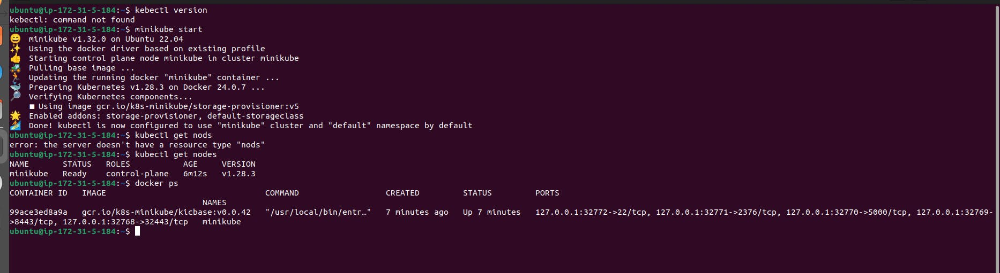 ubuntu@ip-172-31-5-184:~$ kebectl version
kebectl: command not found
ubuntu@ip-172-31-5-184:~$ minikube start
😄  minikube v1.32.0 on Ubuntu 22.04
✨  Using the docker driver based on existing profile
👍  Starting control plane node minikube in cluster minikube
🚜  Pulling base image ...
🏃  Updating the running docker "minikube" container ...
🐳  Preparing Kubernetes v1.28.3 on Docker 24.0.7 ...
🔎  Verifying Kubernetes components...
    ■ Using image gcr.io/k8s-minikube/storage-provisioner:v5
🌟  Enabled addons: storage-provisioner, default-storageclass
🏄  Done! kubectl is now configured to use "minikube" cluster and "default" namespace by default
ubuntu@ip-172-31-5-184:~$ kubectl get nods
error: the server doesn't have a resource type "nods"
ubuntu@ip-172-31-5-184:~$ kubectl get nodes
NAME       STATUS   ROLES           AGE     VERSION
minikube   Ready    control-plane   6m12s   v1.28.3
ubuntu@ip-172-31-5-184:~$ docker ps
CONTAINER ID   IMAGE                                 COMMAND                  CREATED         STATUS         PORTS
                                        NAMES
99ace3ed8a9a   gcr.io/k8s-minikube/kicbase:v0.0.42   "/usr/local/bin/entr…"   7 minutes ago   Up 7 minutes   127.0.0.1:32772->22/tcp, 127.0.0.1:32771->2376/tcp, 127.0.0.1:32770->5000/tcp, 127.0.0.1:32769-
>8443/tcp, 127.0.0.1:32768->32443/tcp   minikube
ubuntu@ip-172-31-5-184:~$